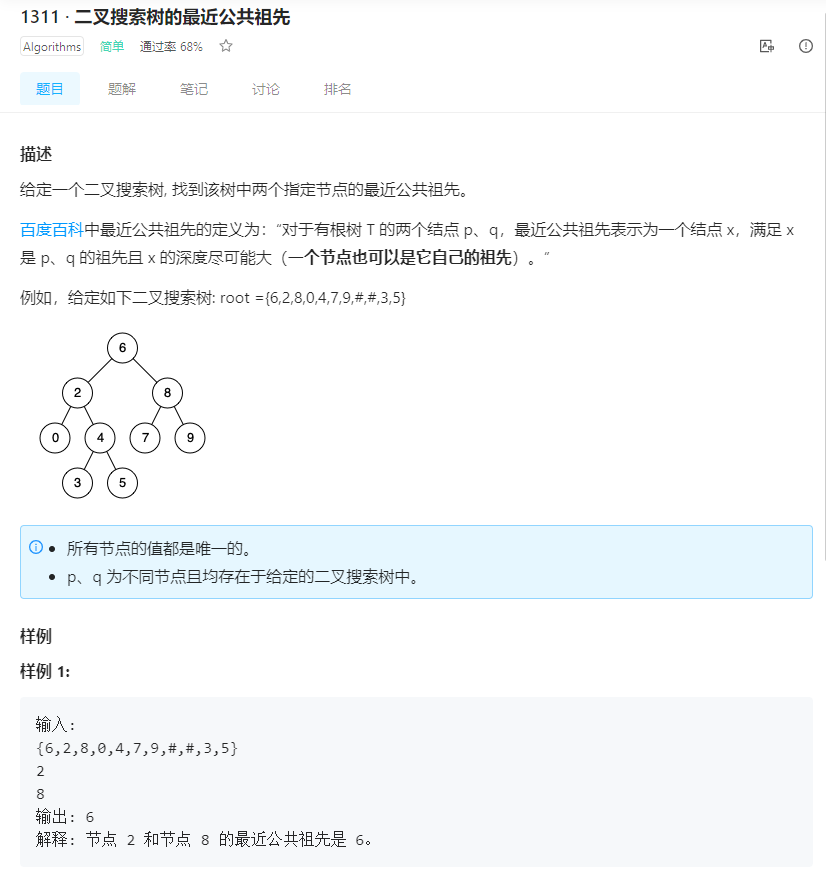 1311 · 二叉搜索树的最近公共祖先
Algorithms 简单 通过率 68%
题目 题解 笔记 讨论 排名
描述
给定一个二叉搜索树, 找到该树中两个指定节点的最近公共祖先。
百度百科中最近公共祖先的定义为：“对于有根树 T 的两个结点 p、q，最近公共祖先表示为一个结点 x，满足 x
是 p、q 的祖先且 x 的深度尽可能大（一个节点也可以是它自己的祖先）。”
例如，给定如下二叉搜索树: root ={6,2,8,0,4,7,9,#,#,3,5}
6
2 8
0 4 7 9
3 5
所有节点的值都是唯一的。
p、q 为不同节点且均存在于给定的二叉搜索树中。
样例
样例 1:
输入:
{6,2,8,0,4,7,9,#,#,3,5}
2
8
输出: 6
解释: 节点 2 和节点 8 的最近公共祖先是 6。